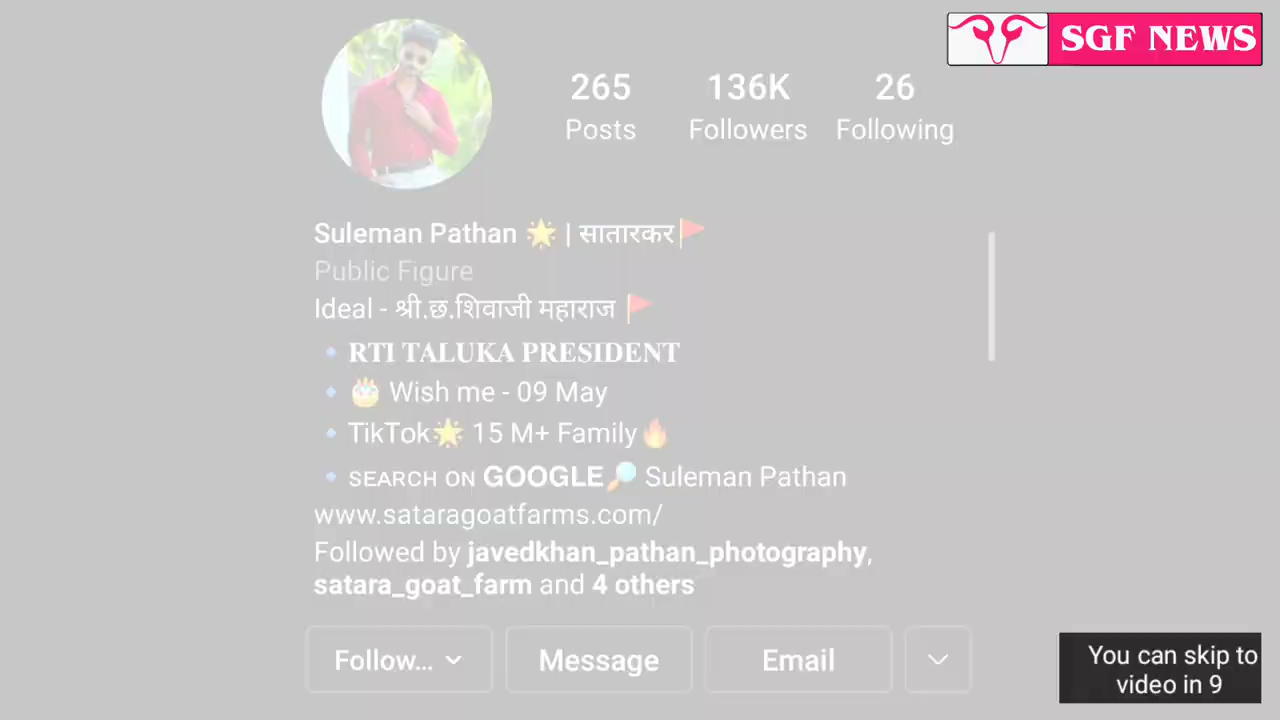 SGF NEWS
265 136K 26
Posts Followers Following
Suleman Pathan 🌟 | सातारकर🚩
Public Figure
Ideal - श्री.छ.शिवाजी महाराज 🚩
🔹 RTI TALUKA PRESIDENT
🔹 🎂 Wish me - 09 May
🔹 TikTok🌟 15 M+ Family🔥
🔹 SEARCH ON GOOGLE🔎 Suleman Pathan
www.sataragoatfarms.com/
Followed by javedkhan_pathan_photography,
satara_goat_farm and 4 others
Follow... Message Email
You can skip to
video in 9